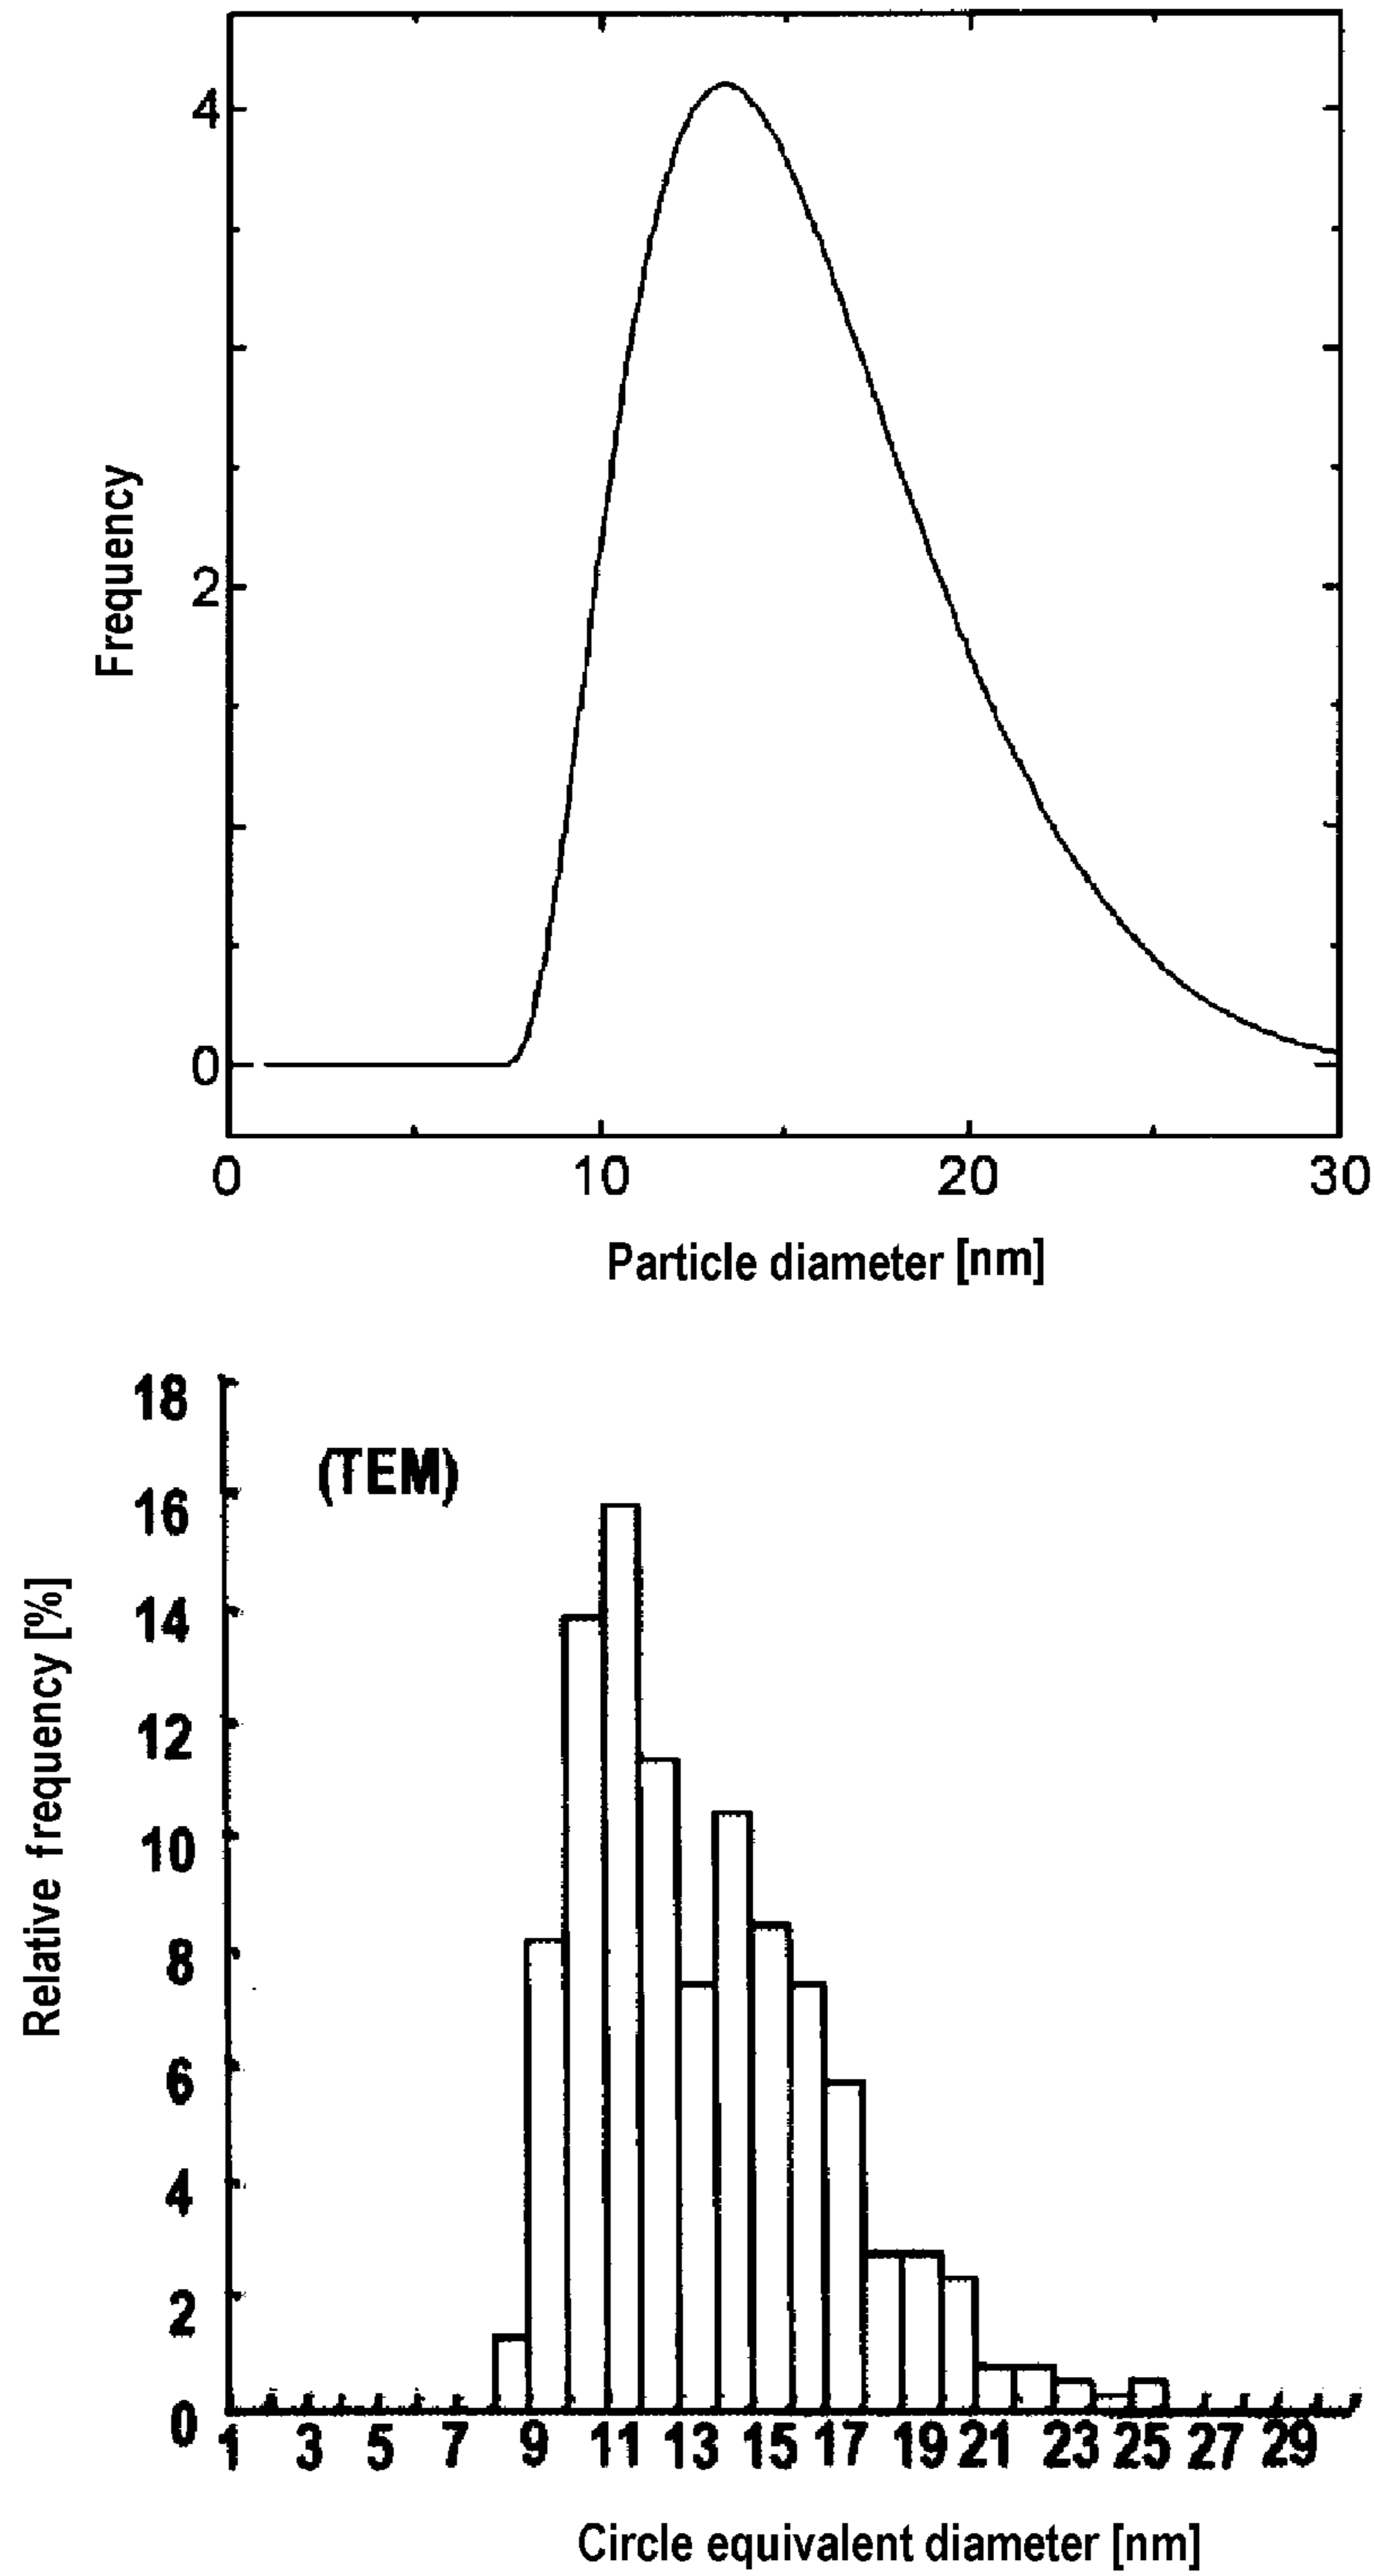 4
2
0
Frequency
0 10 20 30
Particle diameter [nm]
18
(TEM)
16
14
12
10
8
6
4
2
0
Relative frequency [%]
1 3 5 7 9 11 13 15 17 19 21 23 25 27 29
Circle equivalent diameter [nm]